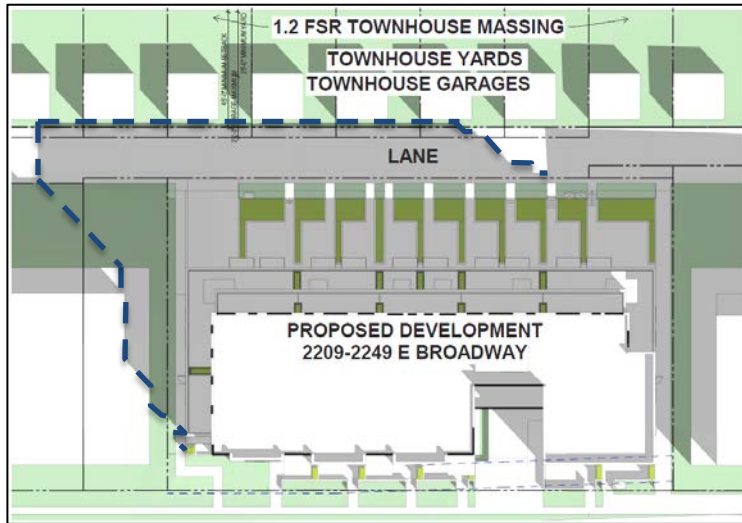 1.2 FSR TOWNHOUSE MASSING
TOWNHOUSE YARDS
TOWNHOUSE GARAGES
LANE
PROPOSED DEVELOPMENT
2209-2249 E BROADWAY